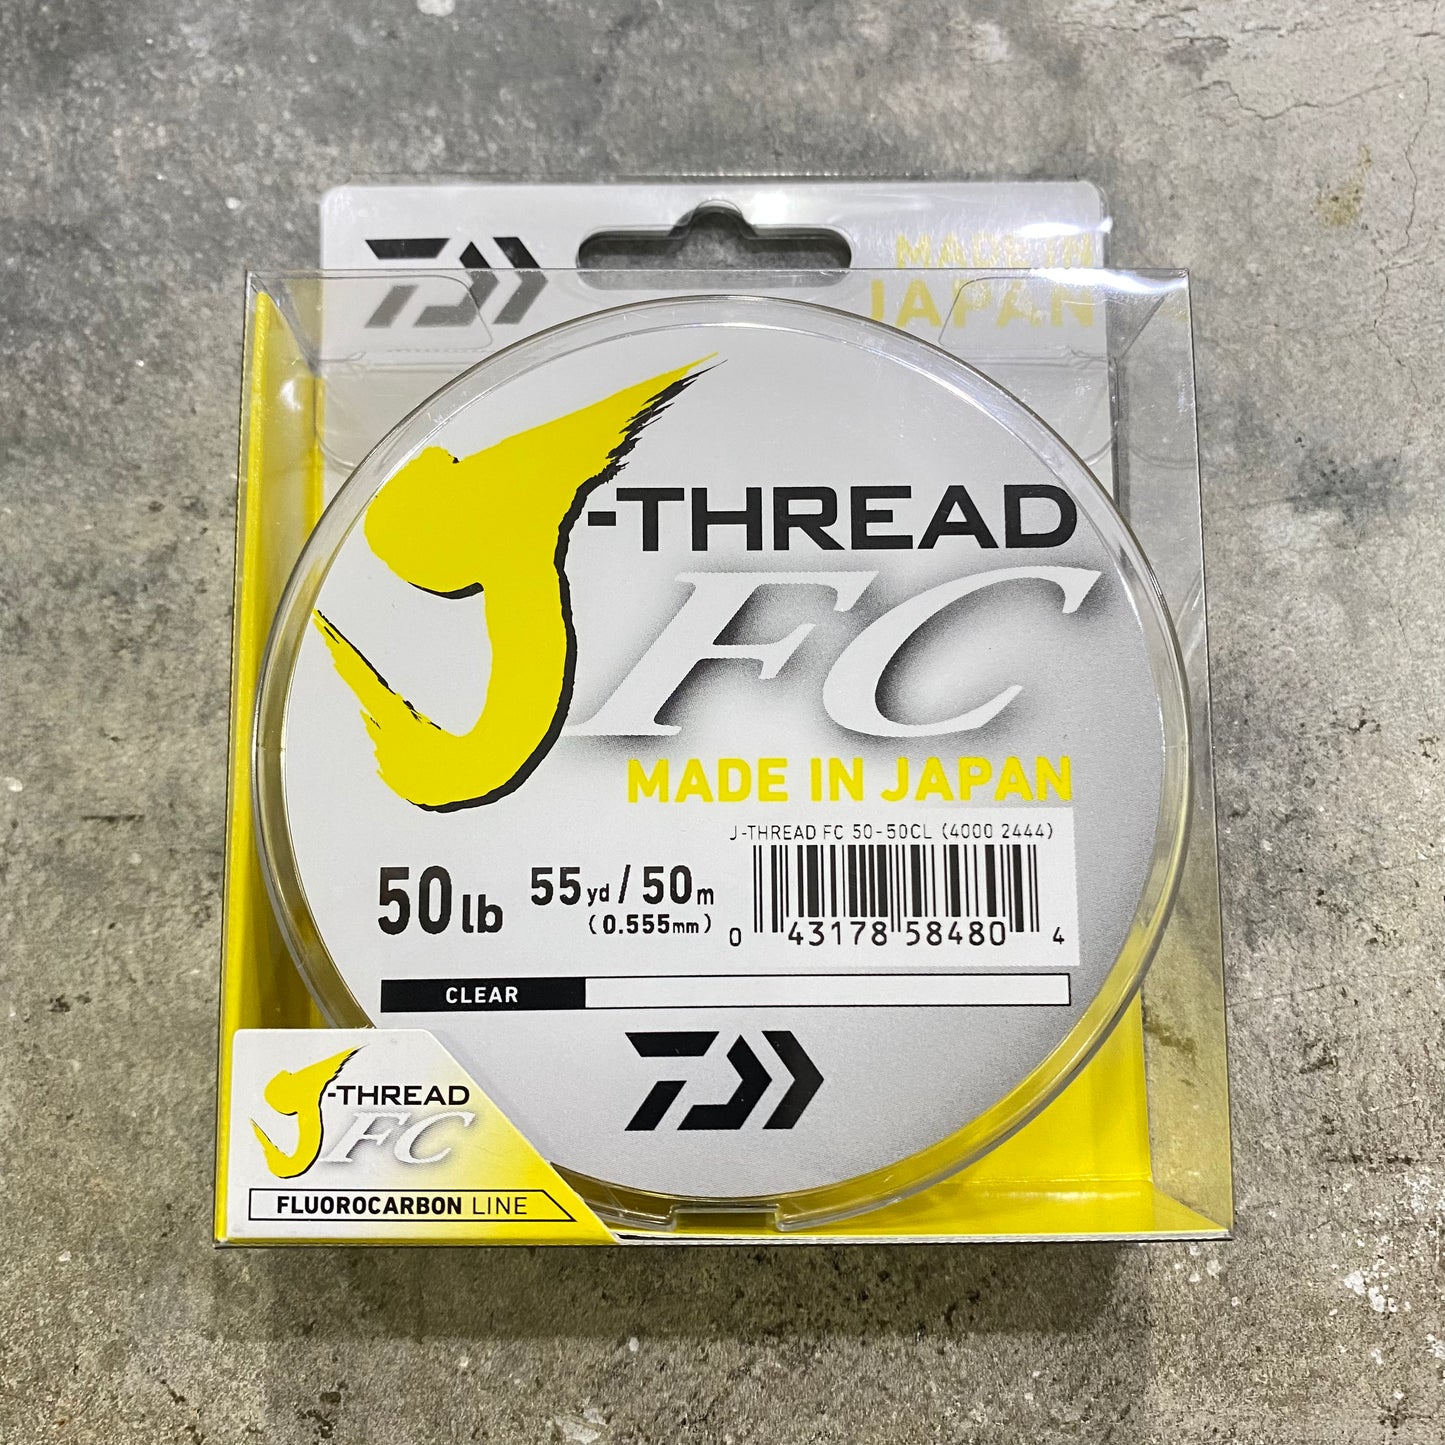 MADE IN
JAPAN
J-THREAD
FC
MADE IN JAPAN
J-THREAD FC 50-50CL (4000 2444)
50lb 55yd / 50m
(0.555mm)
0 43178 58480 4
CLEAR
J-THREAD
FC
FLUOROCARBON LINE